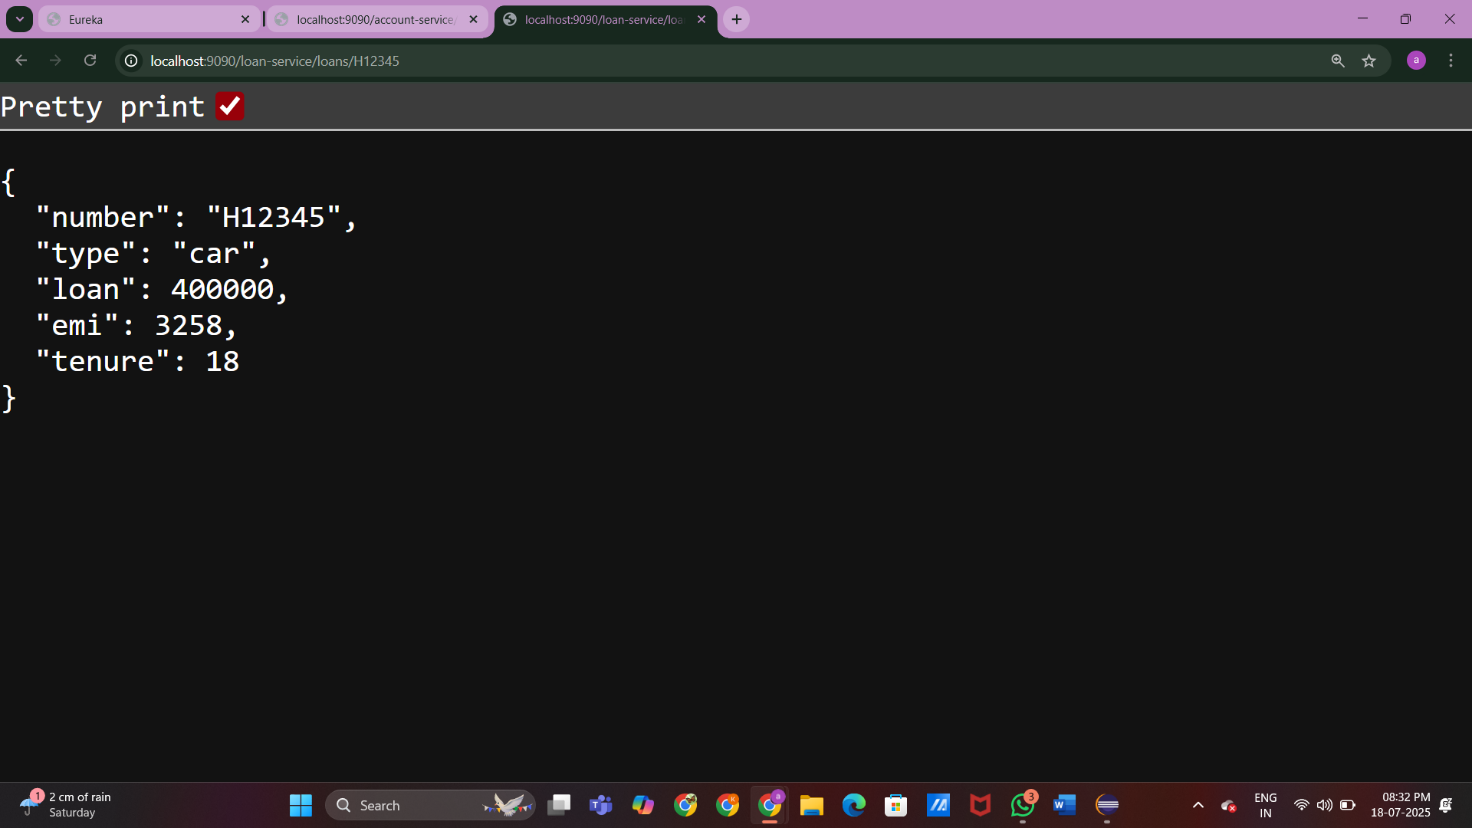 Eureka
localhost:9090/account-service/
localhost:9090/loan-service/loa
localhost:9090/loan-service/loans/H12345
a
Pretty print
{
"number": "H12345",
"type": "car",
"loan": 400000,
"emi": 3258,
"tenure": 18
}
1
2 cm of rain
Saturday
Search
3
W
ENG
IN
08:32 PM
18-07-2025